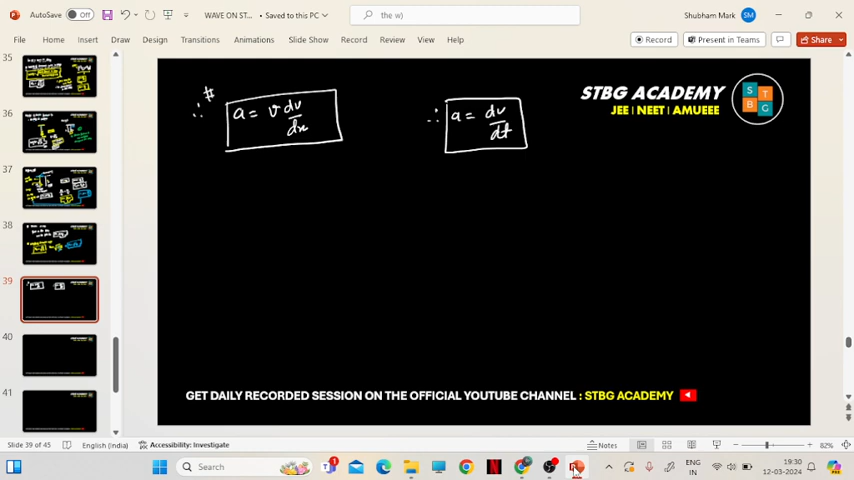 AutoSave Off
WAVE ON ST... • Saved to this PC
the w)
Shubham Mark
SM
File Home Insert Draw Design Transitions Animations Slide Show Record Review View Help
Record
Present in Teams
Share
35
36
37
38
39
40
41
# ∴ a = v dv/dx
∴ a = dv/dt
STBG ACADEMY
JEE | NEET | AMUEEE
S T
B G
GET DAILY RECORDED SESSION ON THE OFFICIAL YOUTUBE CHANNEL : STBG ACADEMY
Slide 39 of 45
English (India)
Accessibility: Investigate
Notes
82%
Search
ENG
IN
19:30
12-03-2024